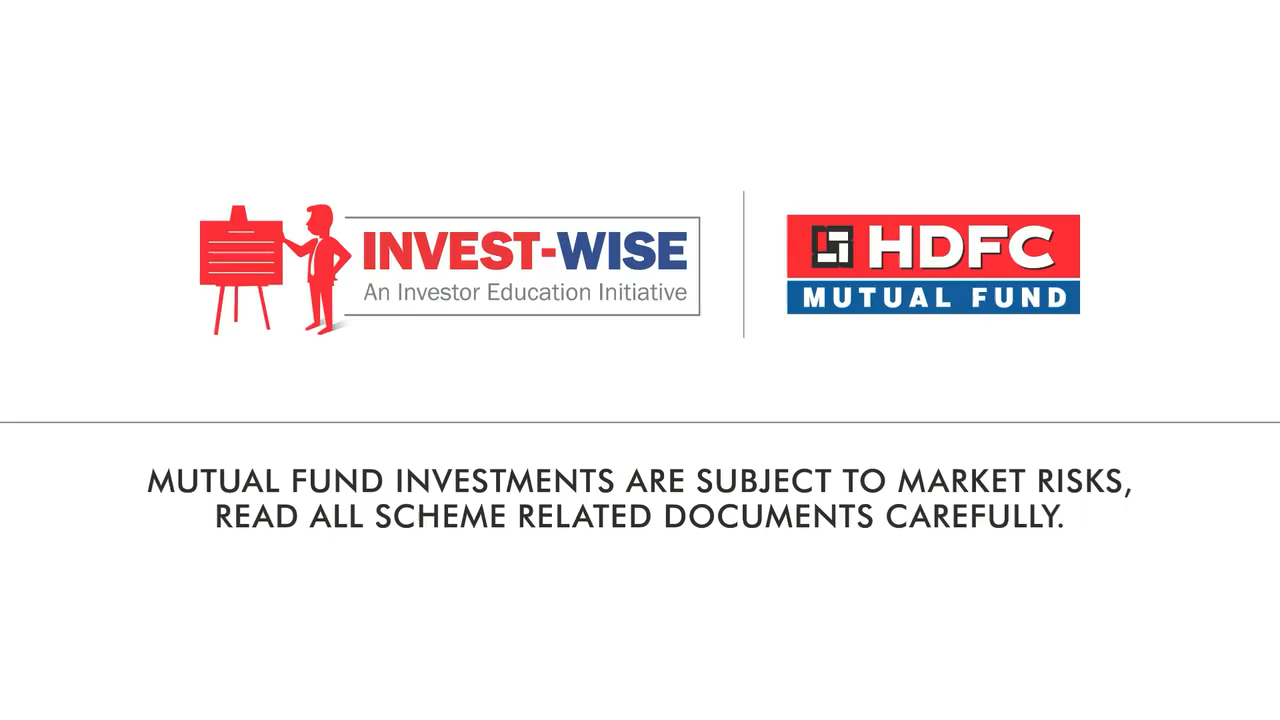 INVEST-WISE
An Investor Education Initiative
HDFC
MUTUAL FUND
MUTUAL FUND INVESTMENTS ARE SUBJECT TO MARKET RISKS,
READ ALL SCHEME RELATED DOCUMENTS CAREFULLY.